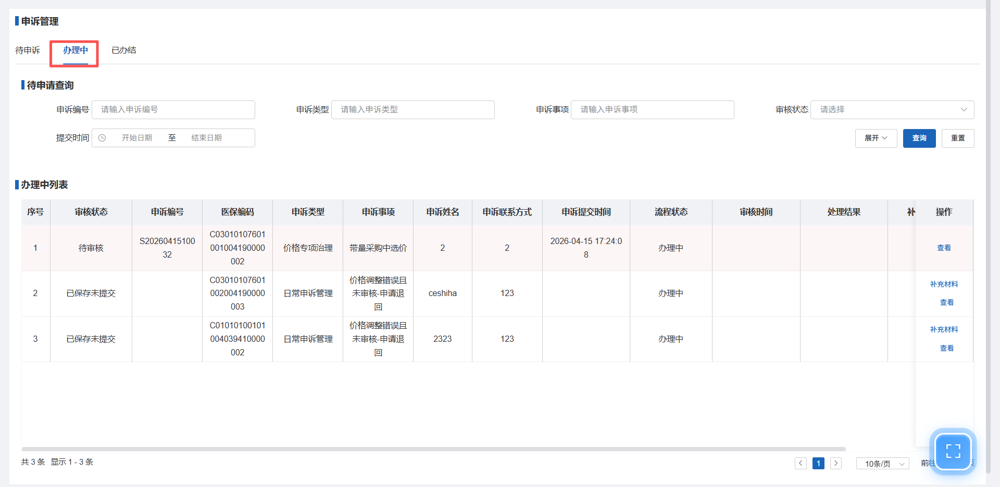 申诉管理
待申诉 办理中 已办结
待申请查询
申诉编号 请输入申诉编号 申诉类型 请输入申诉类型 申诉事项 请输入申诉事项 审核状态 请选择
提交时间 开始日期 至 结束日期 展开 查询 重置
办理中列表
序号 审核状态 申诉编号 医保编码 申诉类型 申诉事项 申诉姓名 申诉联系方式 申诉提交时间 流程状态 审核时间 处理结果 补 操作
1 待审核 S20260415100
32 C03010107601
001004190000
002 价格专项治理 带量采购中选价 2 2 2026-04-15 17:24:0
8 办理中 查看
2 已保存未提交 C03010107601
002004190000
003 日常申诉管理 价格调整错误且
未审核-申请退
回 ceshiha 123 办理中 补充材料
查看
3 已保存未提交 C01010100101
004039410000
002 日常申诉管理 价格调整错误且
未审核-申请退
回 2323 123 办理中 补充材料
查看
共 3 条 显示 1 - 3 条 1 10条/页 前往